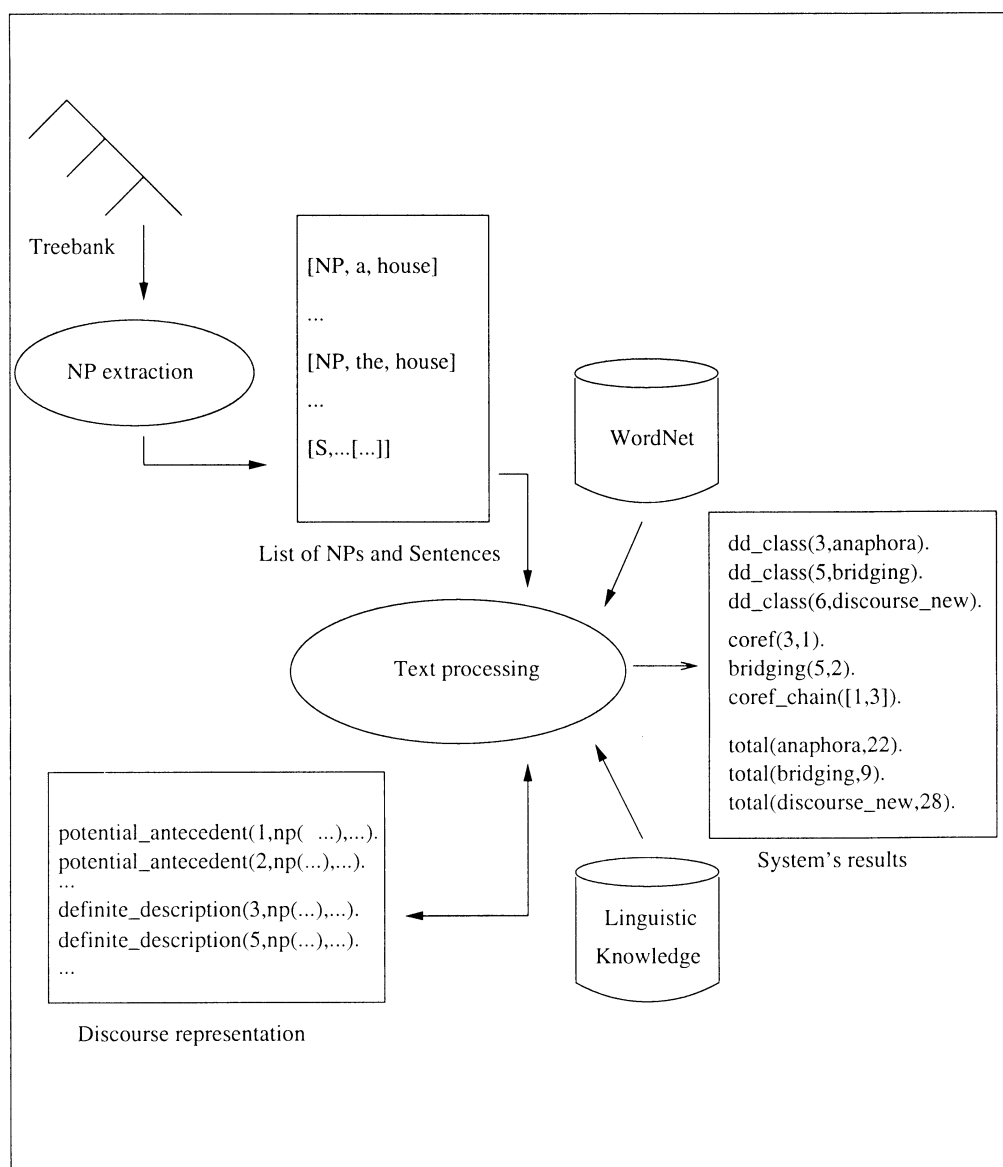 Treebank
NP extraction
[NP, a, house]
...
[NP, the, house]
...
[S,...[...]]
List of NPs and Sentences
WordNet
Text processing
dd_class(3,anaphora).
dd_class(5,bridging).
dd_class(6,discourse_new).
coref(3,1).
bridging(5,2).
coref_chain([1,3]).
total(anaphora,22).
total(bridging,9).
total(discourse_new,28).
System's results
potential_antecedent(1,np( ...),...).
potential_antecedent(2,np(...),...).
...
definite_description(3,np(...),...).
definite_description(5,np(...),...).
...
Discourse representation
Linguistic
Knowledge